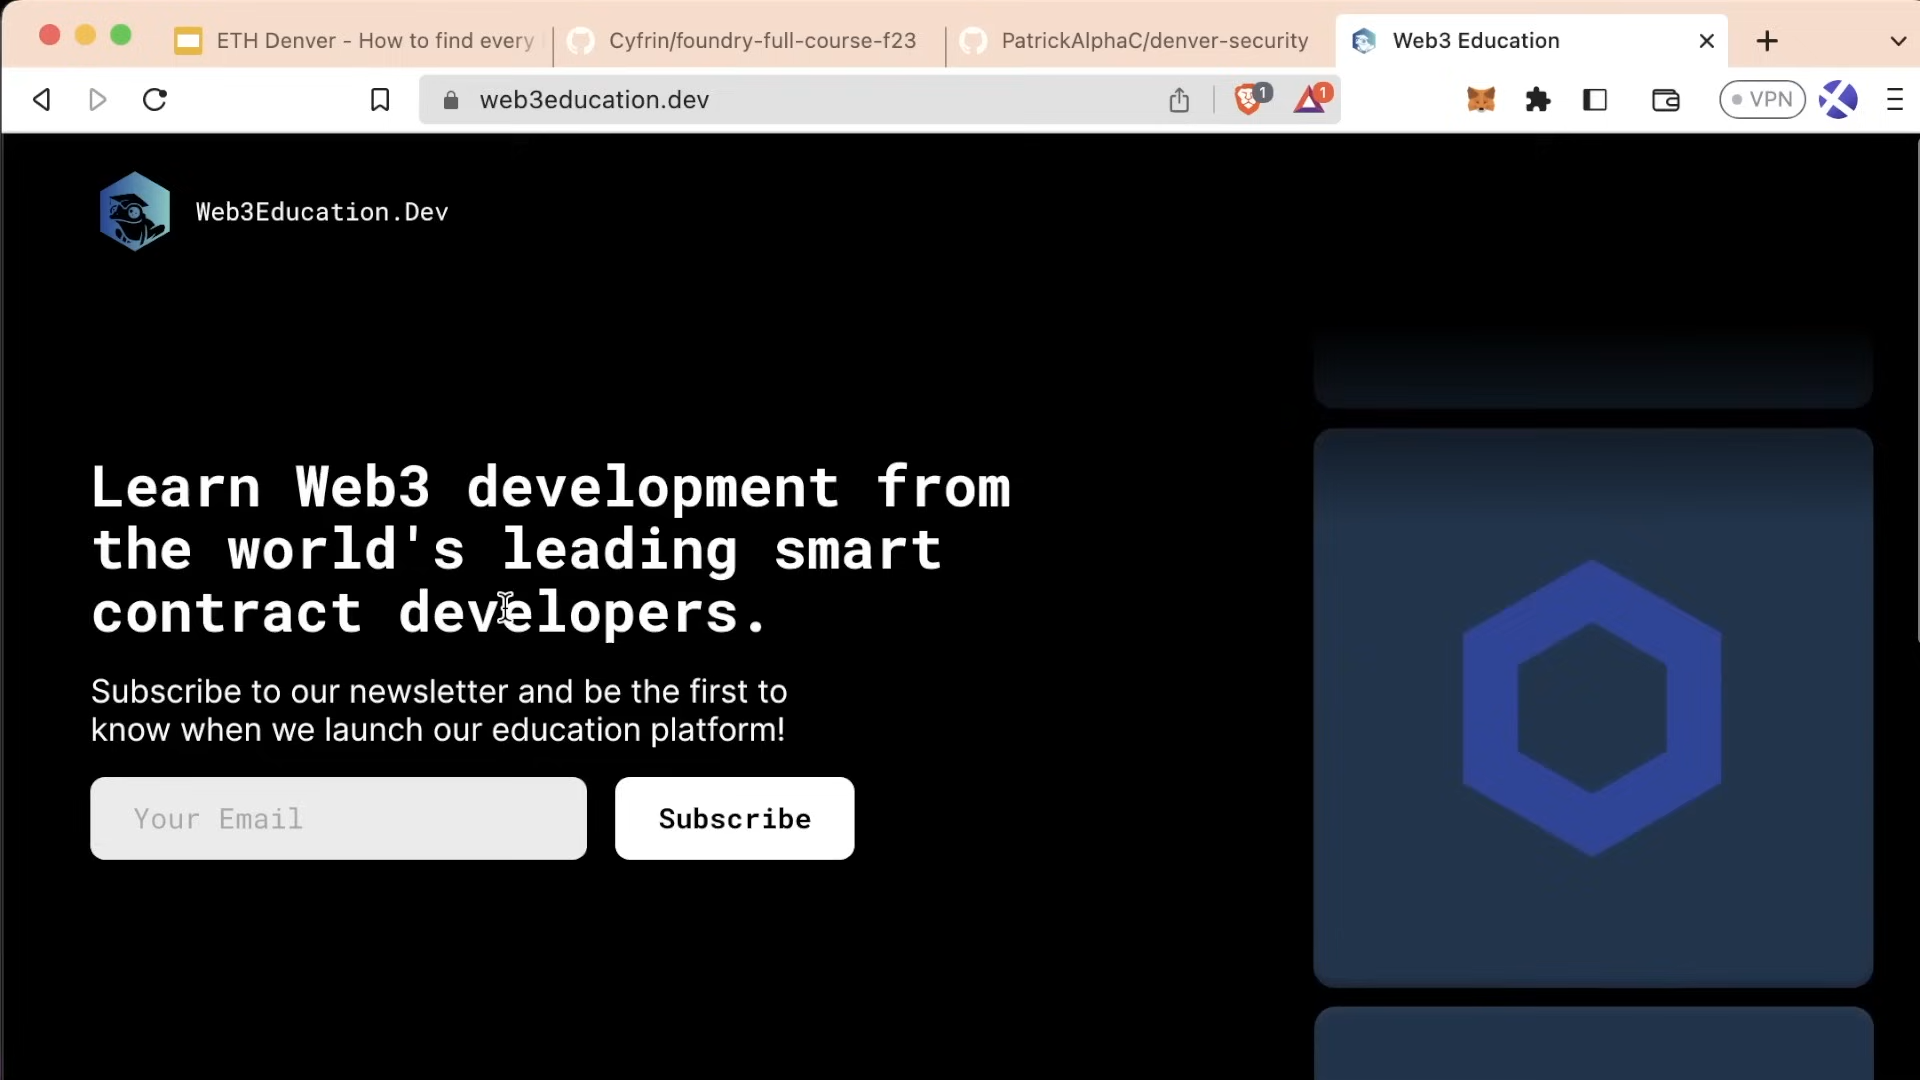 ETH Denver - How to find every
Cyfrin/foundry-full-course-f23
PatrickAlphaC/denver-security
Web3 Education
web3education.dev
1
1
VPN
Web3Education.Dev
Learn Web3 development from
the world's leading smart
contract developers.
Subscribe to our newsletter and be the first to
know when we launch our education platform!
Your Email
Subscribe